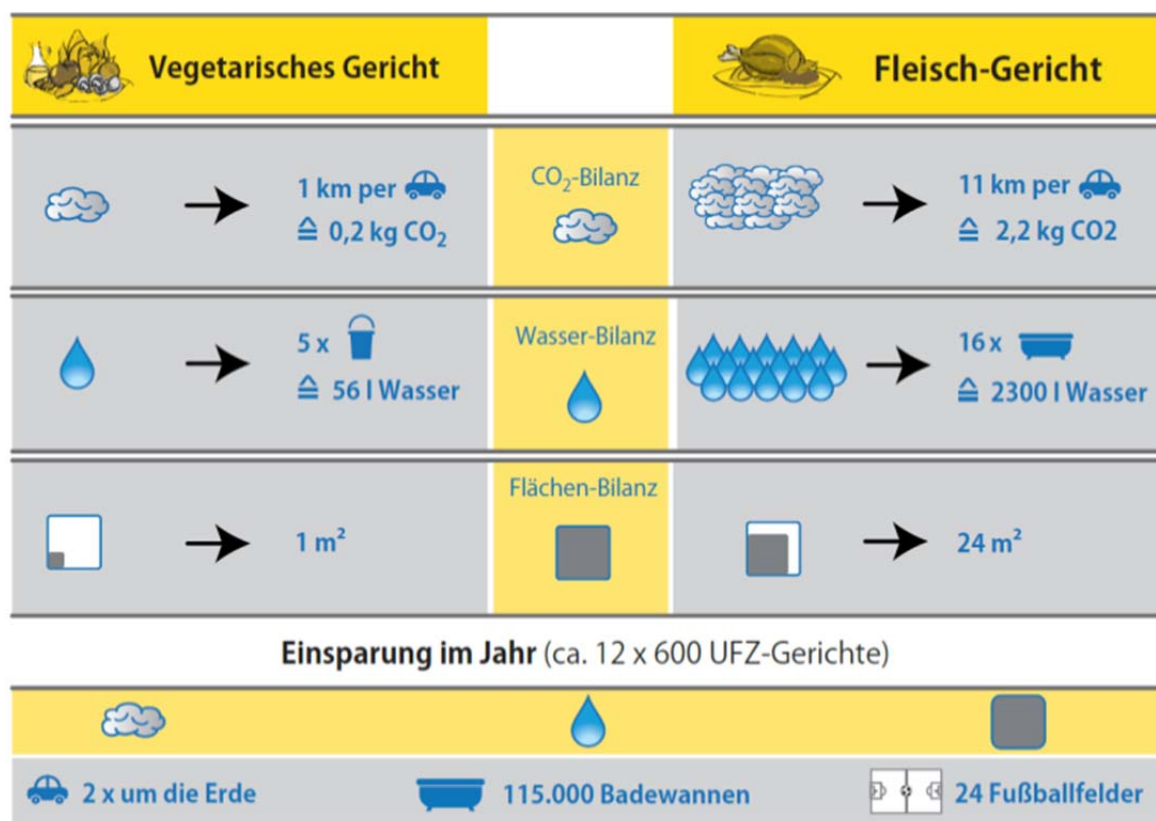 Vegetarisches Gericht
Fleisch-Gericht
1 km per
≙ 0,2 kg CO₂
CO₂-Bilanz
11 km per
≙ 2,2 kg CO2
5 x
≙ 56 l Wasser
Wasser-Bilanz
16 x
≙ 2300 l Wasser
1 m²
Flächen-Bilanz
24 m²
Einsparung im Jahr (ca. 12 x 600 UFZ-Gerichte)
2 x um die Erde
115.000 Badewannen
24 Fußballfelder